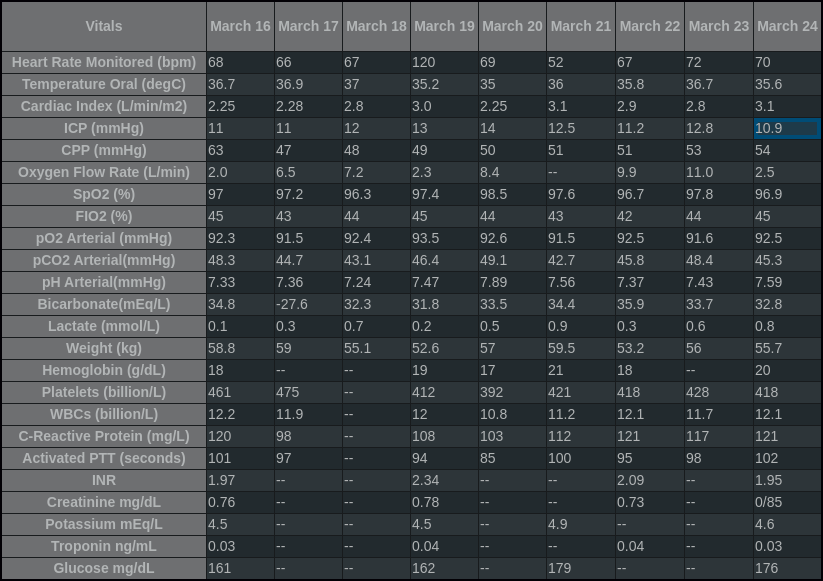 Vitals March 16 March 17 March 18 March 19 March 20 March 21 March 22 March 23 March 24
Heart Rate Monitored (bpm) 68 66 67 120 69 52 67 72 70
Temperature Oral (degC) 36.7 36.9 37 35.2 35 36 35.8 36.7 35.6
Cardiac Index (L/min/m2) 2.25 2.28 2.8 3.0 2.25 3.1 2.9 2.8 3.1
ICP (mmHg) 11 11 12 13 14 12.5 11.2 12.8 10.9
CPP (mmHg) 63 47 48 49 50 51 51 53 54
Oxygen Flow Rate (L/min) 2.0 6.5 7.2 2.3 8.4 -- 9.9 11.0 2.5
SpO2 (%) 97 97.2 96.3 97.4 98.5 97.6 96.7 97.8 96.9
FIO2 (%) 45 43 44 45 44 43 42 44 45
pO2 Arterial (mmHg) 92.3 91.5 92.4 93.5 92.6 91.5 92.5 91.6 92.5
pCO2 Arterial(mmHg) 48.3 44.7 43.1 46.4 49.1 42.7 45.8 48.4 45.3
pH Arterial(mmHg) 7.33 7.36 7.24 7.47 7.89 7.56 7.37 7.43 7.59
Bicarbonate(mEq/L) 34.8 -27.6 32.3 31.8 33.5 34.4 35.9 33.7 32.8
Lactate (mmol/L) 0.1 0.3 0.7 0.2 0.5 0.9 0.3 0.6 0.8
Weight (kg) 58.8 59 55.1 52.6 57 59.5 53.2 56 55.7
Hemoglobin (g/dL) 18 -- -- 19 17 21 18 -- 20
Platelets (billion/L) 461 475 -- 412 392 421 418 428 418
WBCs (billion/L) 12.2 11.9 -- 12 10.8 11.2 12.1 11.7 12.1
C-Reactive Protein (mg/L) 120 98 -- 108 103 112 121 117 121
Activated PTT (seconds) 101 97 -- 94 85 100 95 98 102
INR 1.97 -- -- 2.34 -- -- 2.09 -- 1.95
Creatinine mg/dL 0.76 -- -- 0.78 -- -- 0.73 -- 0/85
Potassium mEq/L 4.5 -- -- 4.5 -- 4.9 -- -- 4.6
Troponin ng/mL 0.03 -- -- 0.04 -- -- 0.04 -- 0.03
Glucose mg/dL 161 -- -- 162 -- 179 -- -- 176